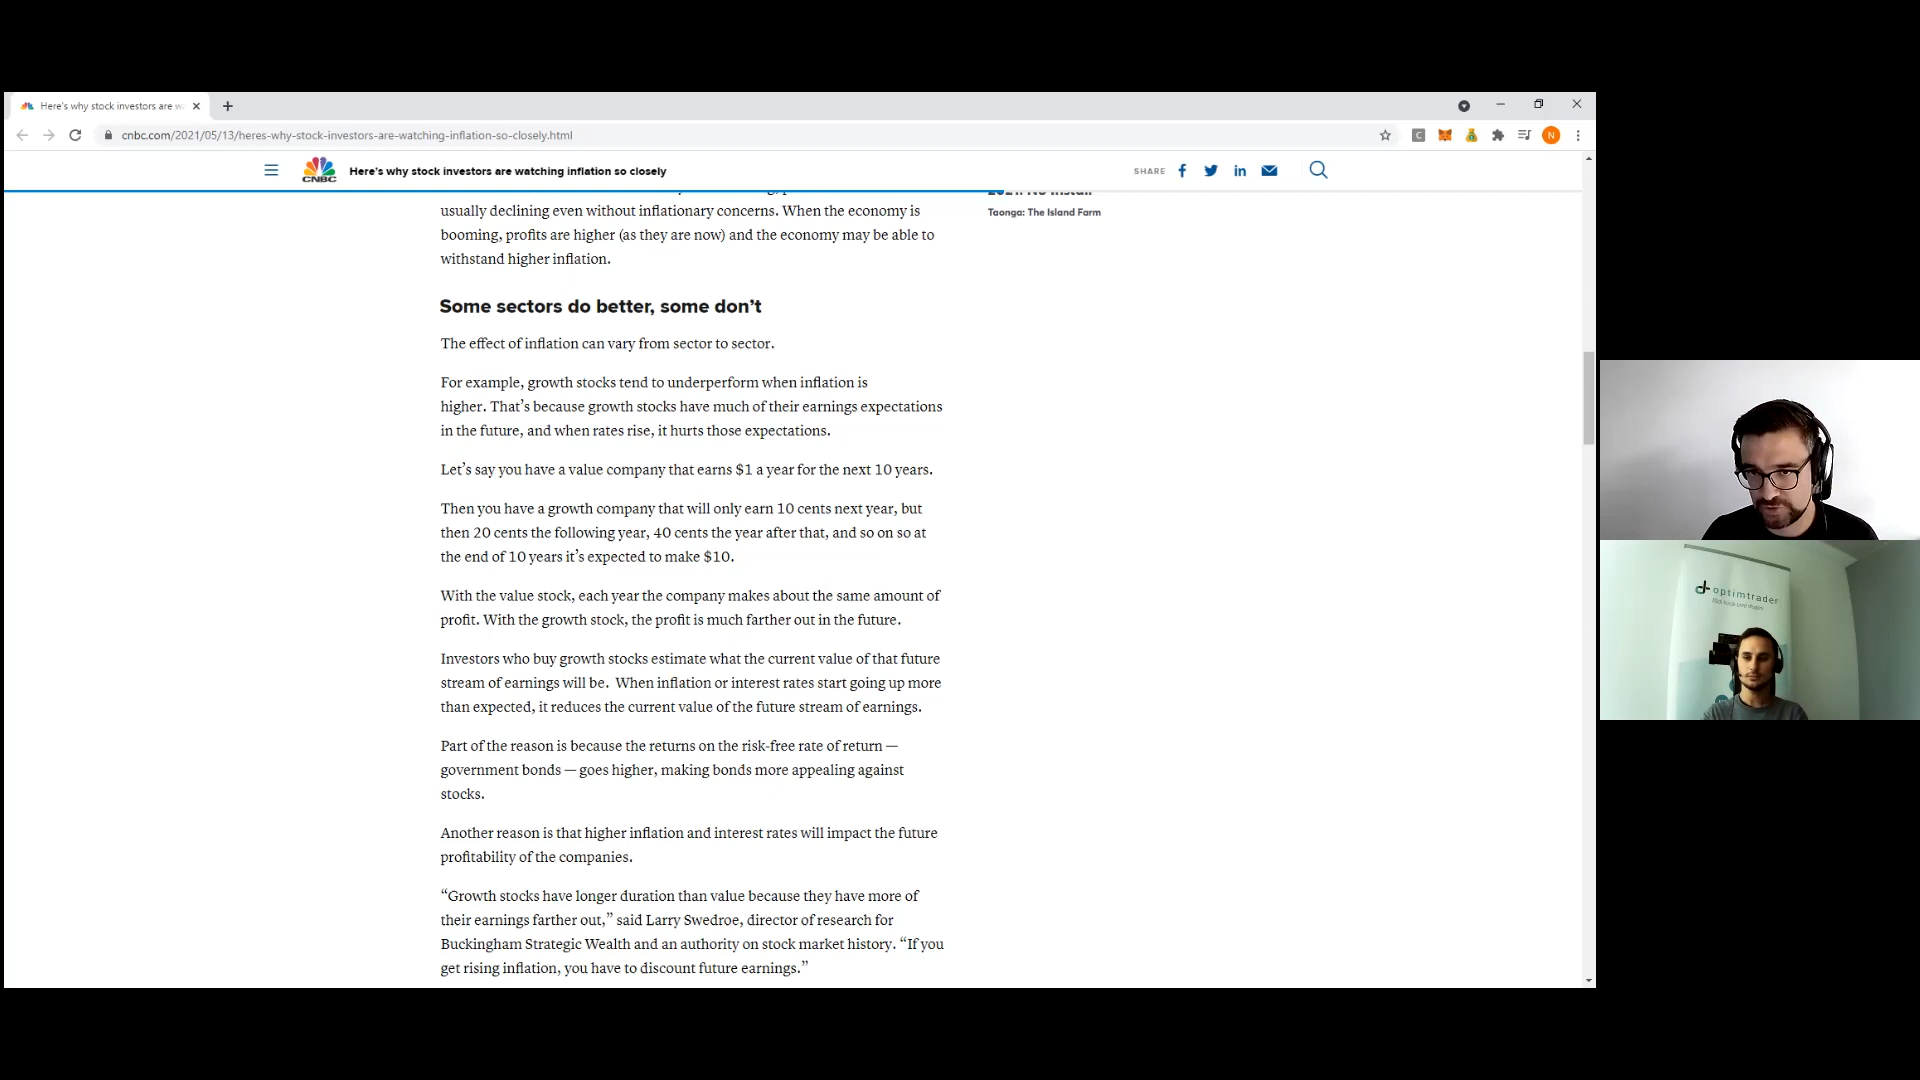 Here's why stock investors are w
cnbc.com/2021/05/13/heres-why-stock-investors-are-watching-inflation-so-closely.html
N
CNBC
Here's why stock investors are watching inflation so closely
SHARE
usually declining even without inflationary concerns. When the economy is
booming, profits are higher (as they are now) and the economy may be able to
withstand higher inflation.
Taonga: The Island Farm
Some sectors do better, some don't
The effect of inflation can vary from sector to sector.
For example, growth stocks tend to underperform when inflation is
higher. That's because growth stocks have much of their earnings expectations
in the future, and when rates rise, it hurts those expectations.
Let's say you have a value company that earns $1 a year for the next 10 years.
Then you have a growth company that will only earn 10 cents next year, but
then 20 cents the following year, 40 cents the year after that, and so on so at
the end of 10 years it's expected to make $10.
With the value stock, each year the company makes about the same amount of
profit. With the growth stock, the profit is much farther out in the future.
Investors who buy growth stocks estimate what the current value of that future
stream of earnings will be.  When inflation or interest rates start going up more
than expected, it reduces the current value of the future stream of earnings.
Part of the reason is because the returns on the risk-free rate of return —
government bonds — goes higher, making bonds more appealing against
stocks.
Another reason is that higher inflation and interest rates will impact the future
profitability of the companies.
“Growth stocks have longer duration than value because they have more of
their earnings farther out,” said Larry Swedroe, director of research for
Buckingham Strategic Wealth and an authority on stock market history. “If you
get rising inflation, you have to discount future earnings.”
optimtrader